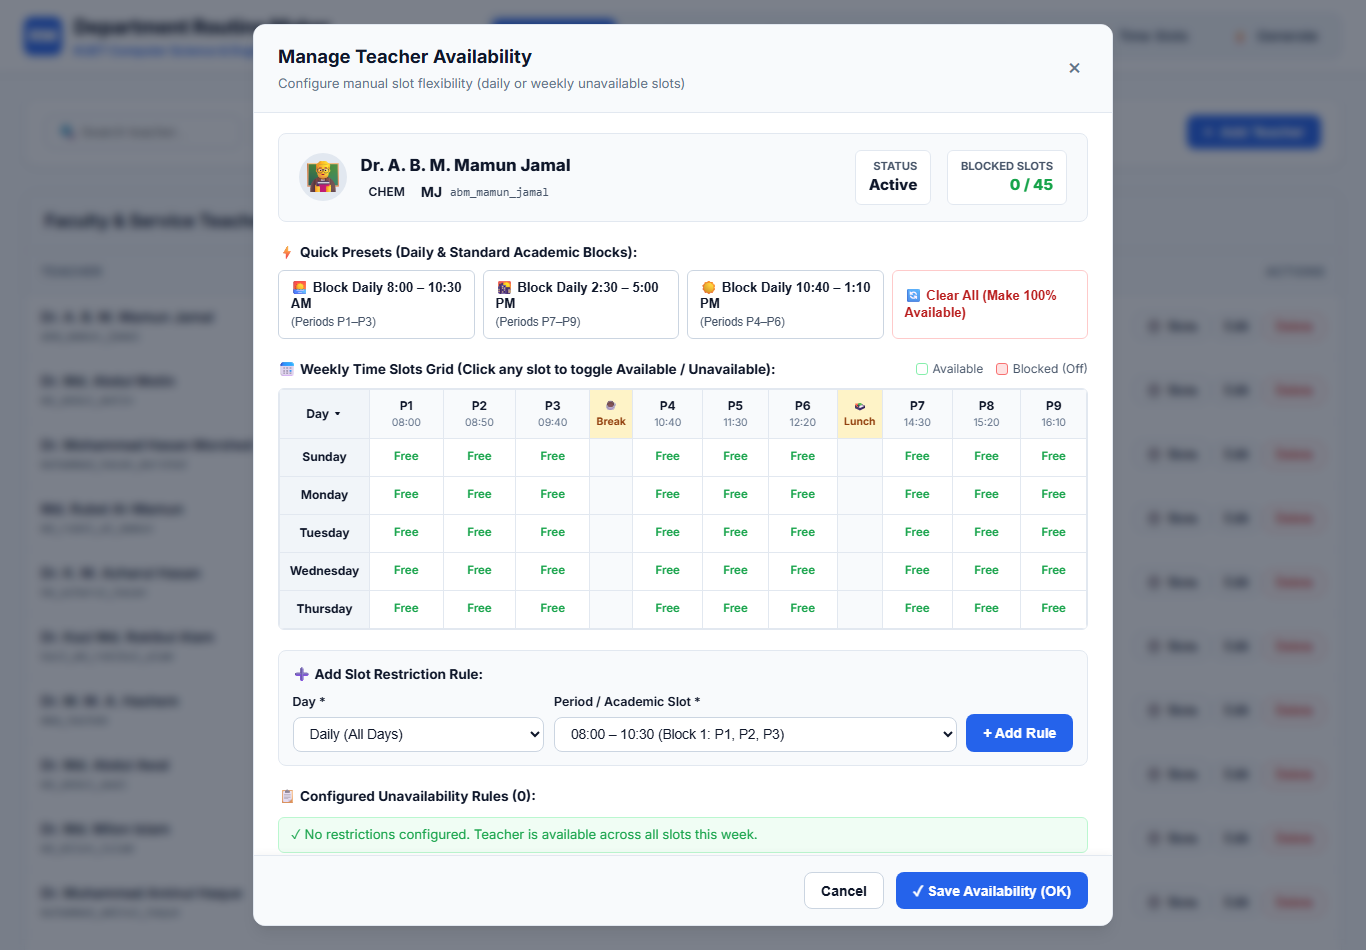 Manage Teacher Availability
Configure manual slot flexibility (daily or weekly unavailable slots)
✕
Dr. A. B. M. Mamun Jamal
CHEM MJ abm_mamun_jamal
STATUS
Active
BLOCKED SLOTS
0 / 45
Quick Presets (Daily & Standard Academic Blocks):
Block Daily 8:00 – 10:30
AM
(Periods P1–P3)
Block Daily 2:30 – 5:00
PM
(Periods P7–P9)
Block Daily 10:40 – 1:10
PM
(Periods P4–P6)
Clear All (Make 100%
Available)
Weekly Time Slots Grid (Click any slot to toggle Available / Unavailable):
Available Blocked (Off)
Day P1 P2 P3 Break P4 P5 P6 Lunch P7 P8 P9
08:00 08:50 09:40 10:40 11:30 12:20 14:30 15:20 16:10
Sunday Free Free Free Free Free Free Free Free Free
Monday Free Free Free Free Free Free Free Free Free
Tuesday Free Free Free Free Free Free Free Free Free
Wednesday Free Free Free Free Free Free Free Free Free
Thursday Free Free Free Free Free Free Free Free Free
Add Slot Restriction Rule:
Day *
Daily (All Days)
Period / Academic Slot *
08:00 – 10:30 (Block 1: P1, P2, P3)
+ Add Rule
Configured Unavailability Rules (0):
✓ No restrictions configured. Teacher is available across all slots this week.
Cancel
✓ Save Availability (OK)